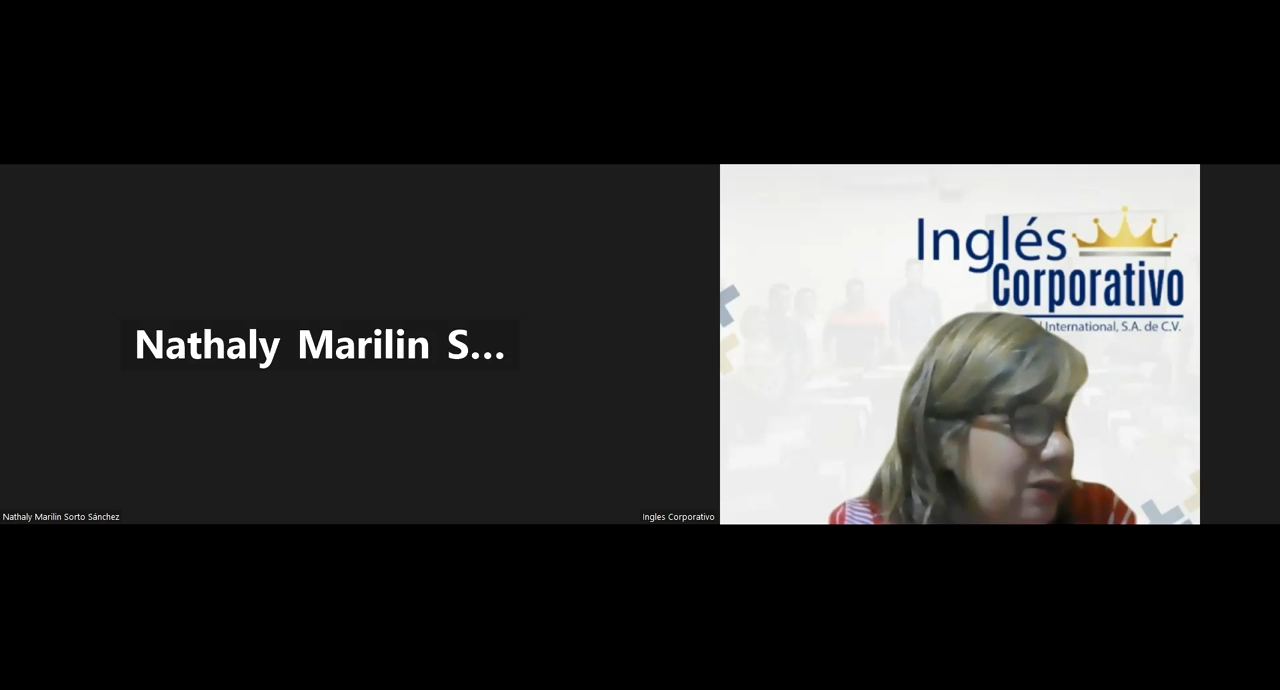 Nathaly Marilin S...
Nathaly Marilin Sorto Sánchez
Ingles Corporativo
Inglés
Corporativo
International, S.A. de C.V.